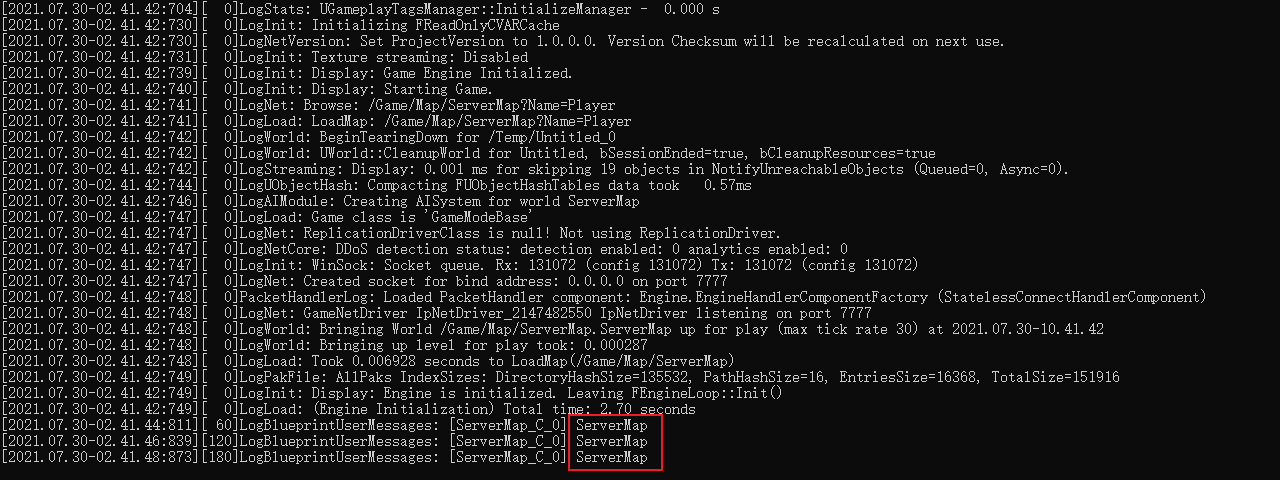 [2021.07.30-02.41.42:704][  0]LogStats: UGameplayTagsManager::InitializeManager -  0.000 s
[2021.07.30-02.41.42:730][  0]LogInit: Initializing FReadOnlyCVARCache
[2021.07.30-02.41.42:730][  0]LogNetVersion: Set ProjectVersion to 1.0.0.0. Version Checksum will be recalculated on next use.
[2021.07.30-02.41.42:731][  0]LogInit: Texture streaming: Disabled
[2021.07.30-02.41.42:739][  0]LogInit: Display: Game Engine Initialized.
[2021.07.30-02.41.42:740][  0]LogInit: Display: Starting Game.
[2021.07.30-02.41.42:741][  0]LogNet: Browse: /Game/Map/ServerMap?Name=Player
[2021.07.30-02.41.42:741][  0]LogLoad: LoadMap: /Game/Map/ServerMap?Name=Player
[2021.07.30-02.41.42:742][  0]LogWorld: BeginTearingDown for /Temp/Untitled_0
[2021.07.30-02.41.42:742][  0]LogWorld: UWorld::CleanupWorld for Untitled, bSessionEnded=true, bCleanupResources=true
[2021.07.30-02.41.42:742][  0]LogStreaming: Display: 0.001 ms for skipping 19 objects in NotifyUnreachableObjects (Queued=0, Async=0).
[2021.07.30-02.41.42:744][  0]LogUObjectHash: Compacting FUObjectHashTables data took   0.57ms
[2021.07.30-02.41.42:746][  0]LogAIModule: Creating AISystem for world ServerMap
[2021.07.30-02.41.42:747][  0]LogLoad: Game class is 'GameModeBase'
[2021.07.30-02.41.42:747][  0]LogNet: ReplicationDriverClass is null! Not using ReplicationDriver.
[2021.07.30-02.41.42:747][  0]LogNetCore: DDoS detection status: detection enabled: 0 analytics enabled: 0
[2021.07.30-02.41.42:747][  0]LogInit: WinSock: Socket queue. Rx: 131072 (config 131072) Tx: 131072 (config 131072)
[2021.07.30-02.41.42:747][  0]LogNet: Created socket for bind address: 0.0.0.0 on port 7777
[2021.07.30-02.41.42:748][  0]PacketHandlerLog: Loaded PacketHandler component: Engine.EngineHandlerComponentFactory (StatelessConnectHandlerComponent)
[2021.07.30-02.41.42:748][  0]LogNet: GameNetDriver IpNetDriver_2147482550 IpNetDriver listening on port 7777
[2021.07.30-02.41.42:748][  0]LogWorld: Bringing World /Game/Map/ServerMap.ServerMap up for play (max tick rate 30) at 2021.07.30-10.41.42
[2021.07.30-02.41.42:748][  0]LogWorld: Bringing up level for play took: 0.000287
[2021.07.30-02.41.42:748][  0]LogLoad: Took 0.006928 seconds to LoadMap(/Game/Map/ServerMap)
[2021.07.30-02.41.42:749][  0]LogPakFile: AllPaks IndexSizes: DirectoryHashSize=135532, PathHashSize=16, EntriesSize=16368, TotalSize=151916
[2021.07.30-02.41.42:749][  0]LogInit: Display: Engine is initialized. Leaving FEngineLoop::Init()
[2021.07.30-02.41.42:749][  0]LogLoad: (Engine Initialization) Total time: 2.70 seconds
[2021.07.30-02.41.44:811][ 60]LogBlueprintUserMessages: [ServerMap_C_0] ServerMap
[2021.07.30-02.41.46:839][120]LogBlueprintUserMessages: [ServerMap_C_0] ServerMap
[2021.07.30-02.41.48:873][180]LogBlueprintUserMessages: [ServerMap_C_0] ServerMap